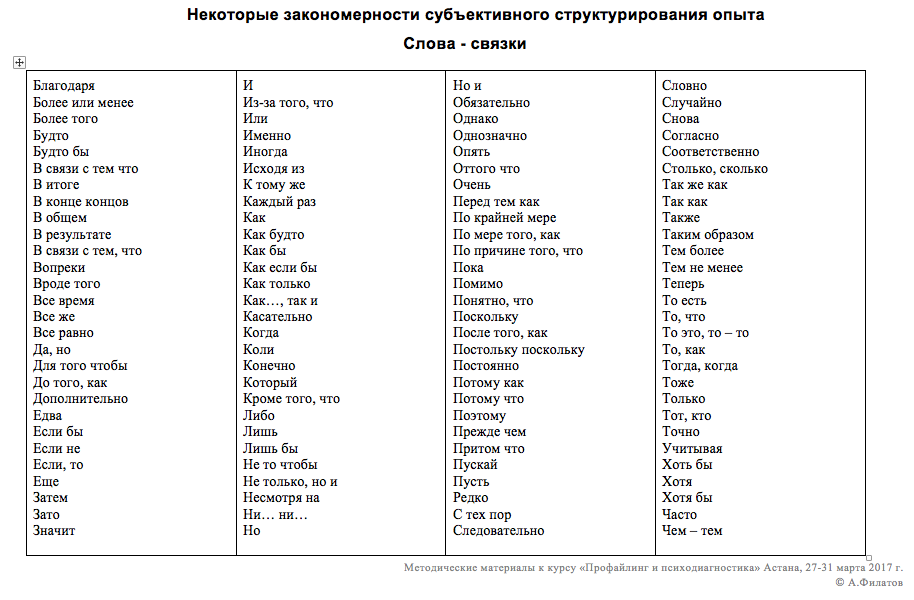 Некоторые закономерности субъективного структурирования опыта
Слова - связки
Благодаря
Более или менее
Более того
Будто
Будто бы
В связи с тем что
В итоге
В конце концов
В общем
В результате
В связи с тем, что
Вопреки
Вроде того
Все время
Все же
Все равно
Да, но
Для того чтобы
До того, как
Дополнительно
Едва
Если бы
Если не
Если, то
Еще
Затем
Зато
Значит
И
Из-за того, что
Или
Именно
Иногда
Исходя из
К тому же
Каждый раз
Как
Как будто
Как бы
Как если бы
Как только
Как…, так и
Касательно
Когда
Коли
Конечно
Который
Кроме того, что
Либо
Лишь
Лишь бы
Не то чтобы
Не только, но и
Несмотря на
Ни… ни…
Но
Но и
Обязательно
Однако
Однозначно
Опять
Оттого что
Очень
Перед тем как
По крайней мере
По мере того, как
По причине того, что
Пока
Помимо
Понятно, что
Поскольку
После того, как
Постольку поскольку
Постоянно
Потому как
Потому что
Поэтому
Прежде чем
Притом что
Пускай
Пусть
Редко
С тех пор
Следовательно
Словно
Случайно
Снова
Согласно
Соответственно
Столько, сколько
Так же как
Так как
Также
Таким образом
Тем более
Тем не менее
Теперь
То есть
То, что
То это, то – то
То, как
Тогда, когда
Тоже
Только
Тот, кто
Точно
Учитывая
Хоть бы
Хотя
Хотя бы
Часто
Чем – тем
Методические материалы к курсу «Профайлинг и психодиагностика» Астана, 27-31 марта 2017 г.
© А.Филатов